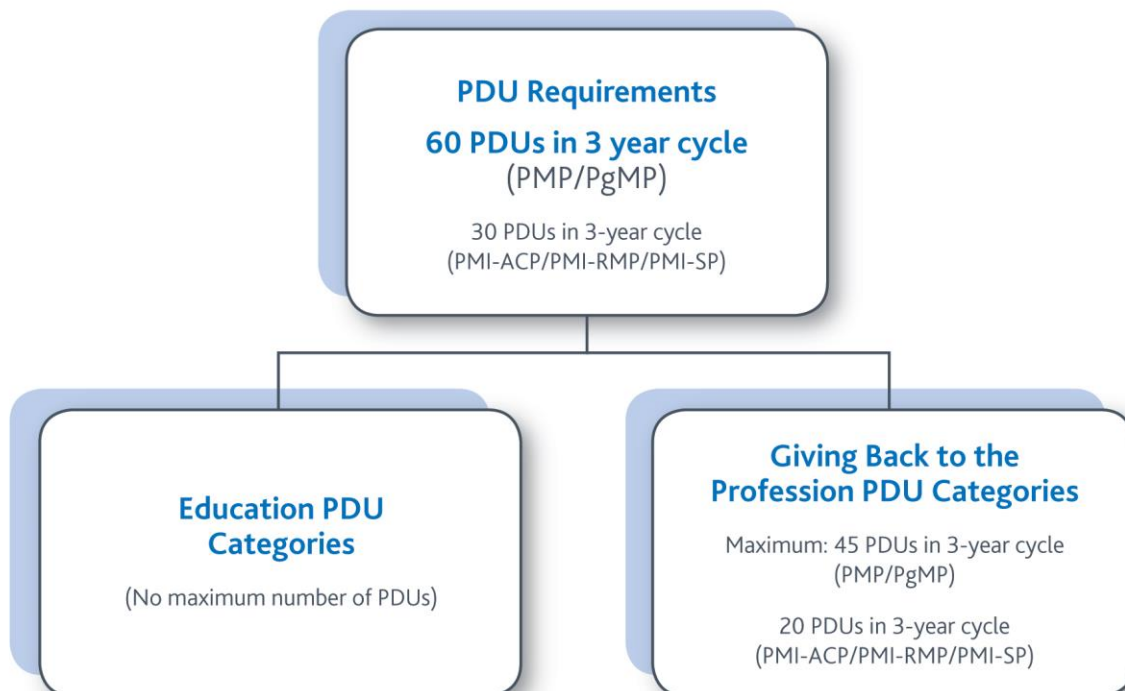 PDU Requirements
60 PDUs in 3 year cycle
(PMP/PgMP)
30 PDUs in 3-year cycle
(PMI-ACP/PMI-RMP/PMI-SP)
Education PDU
Categories
(No maximum number of PDUs)
Giving Back to the
Profession PDU Categories
Maximum: 45 PDUs in 3-year cycle
(PMP/PgMP)
20 PDUs in 3-year cycle
(PMI-ACP/PMI-RMP/PMI-SP)